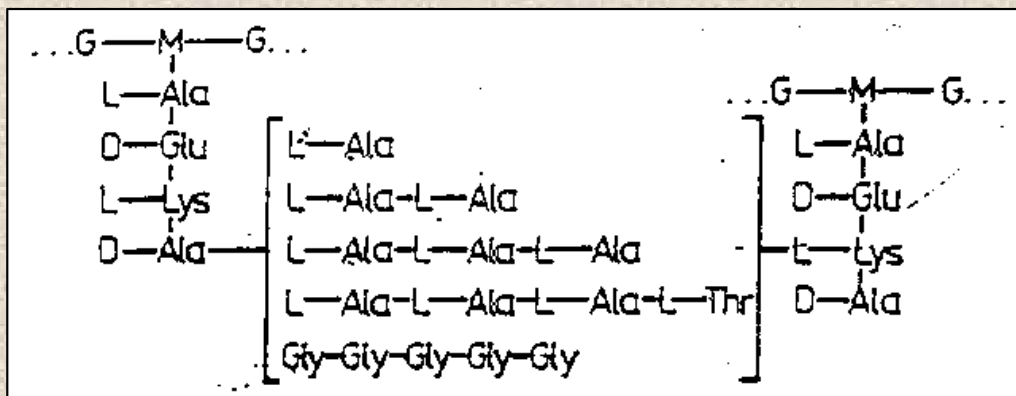 ...G—M—G...
L—Ala
D—Glu
L—Lys
D—Ala
L—Ala
L—Ala—L—Ala
L—Ala—L—Ala—L—Ala
L—Ala—L—Ala—L—Ala—L—Thr
Gly—Gly—Gly—Gly—Gly
...G—M—G...
L—Ala
D—Glu
L—Lys
D—Ala